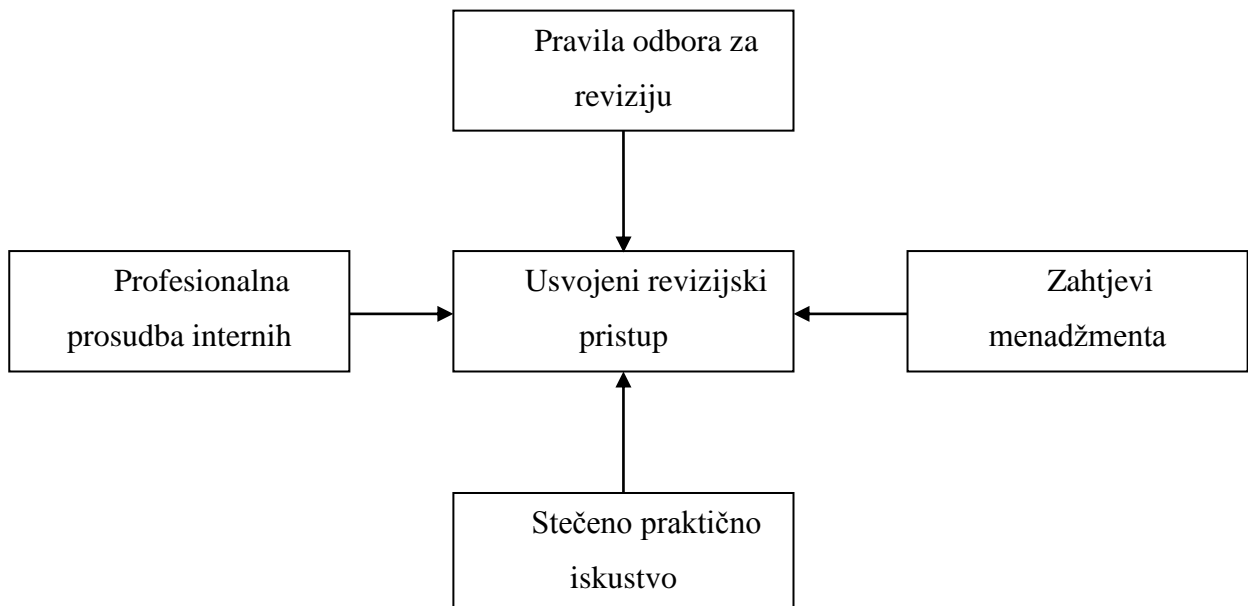 Pravila odbora za
reviziju
Profesionalna
prosudba internih
Usvojeni revizijski
pristup
Zahtjevi
menadžmenta
Stečeno praktično
iskustvo